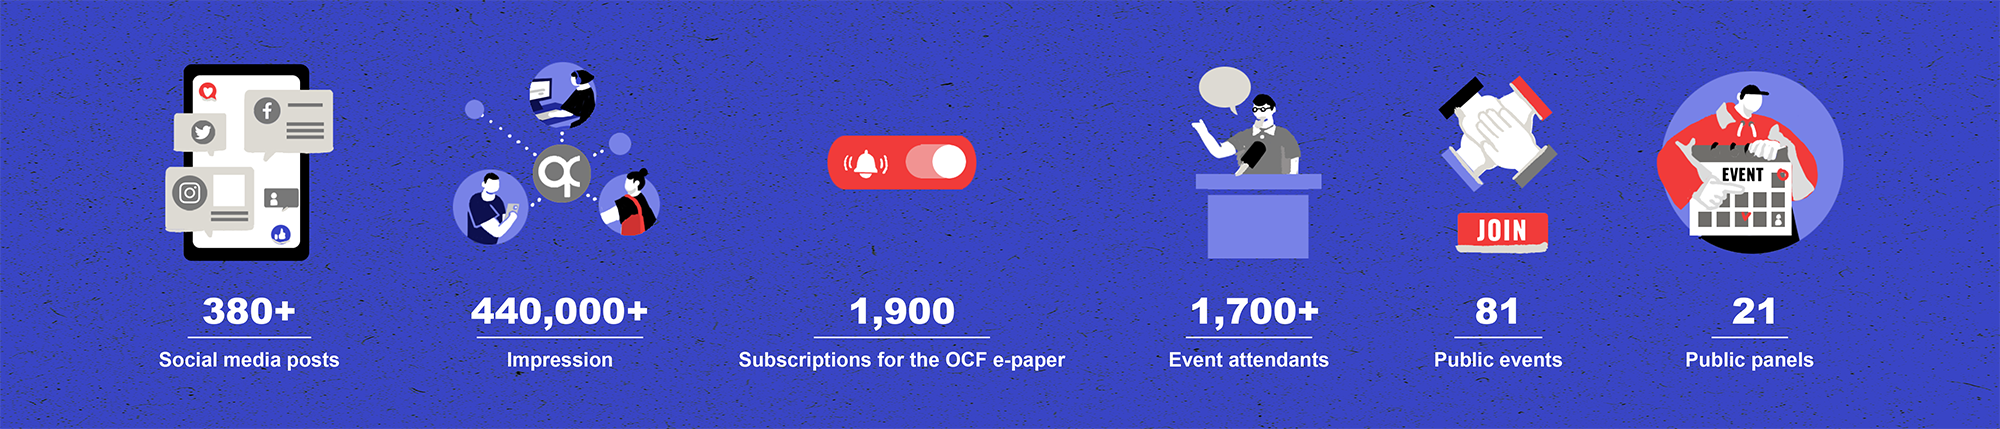 JOIN
EVENT
380+
Social media posts
440,000+
Impression
1,900
Subscriptions for the OCF e-paper
1,700+
Event attendants
81
Public events
21
Public panels